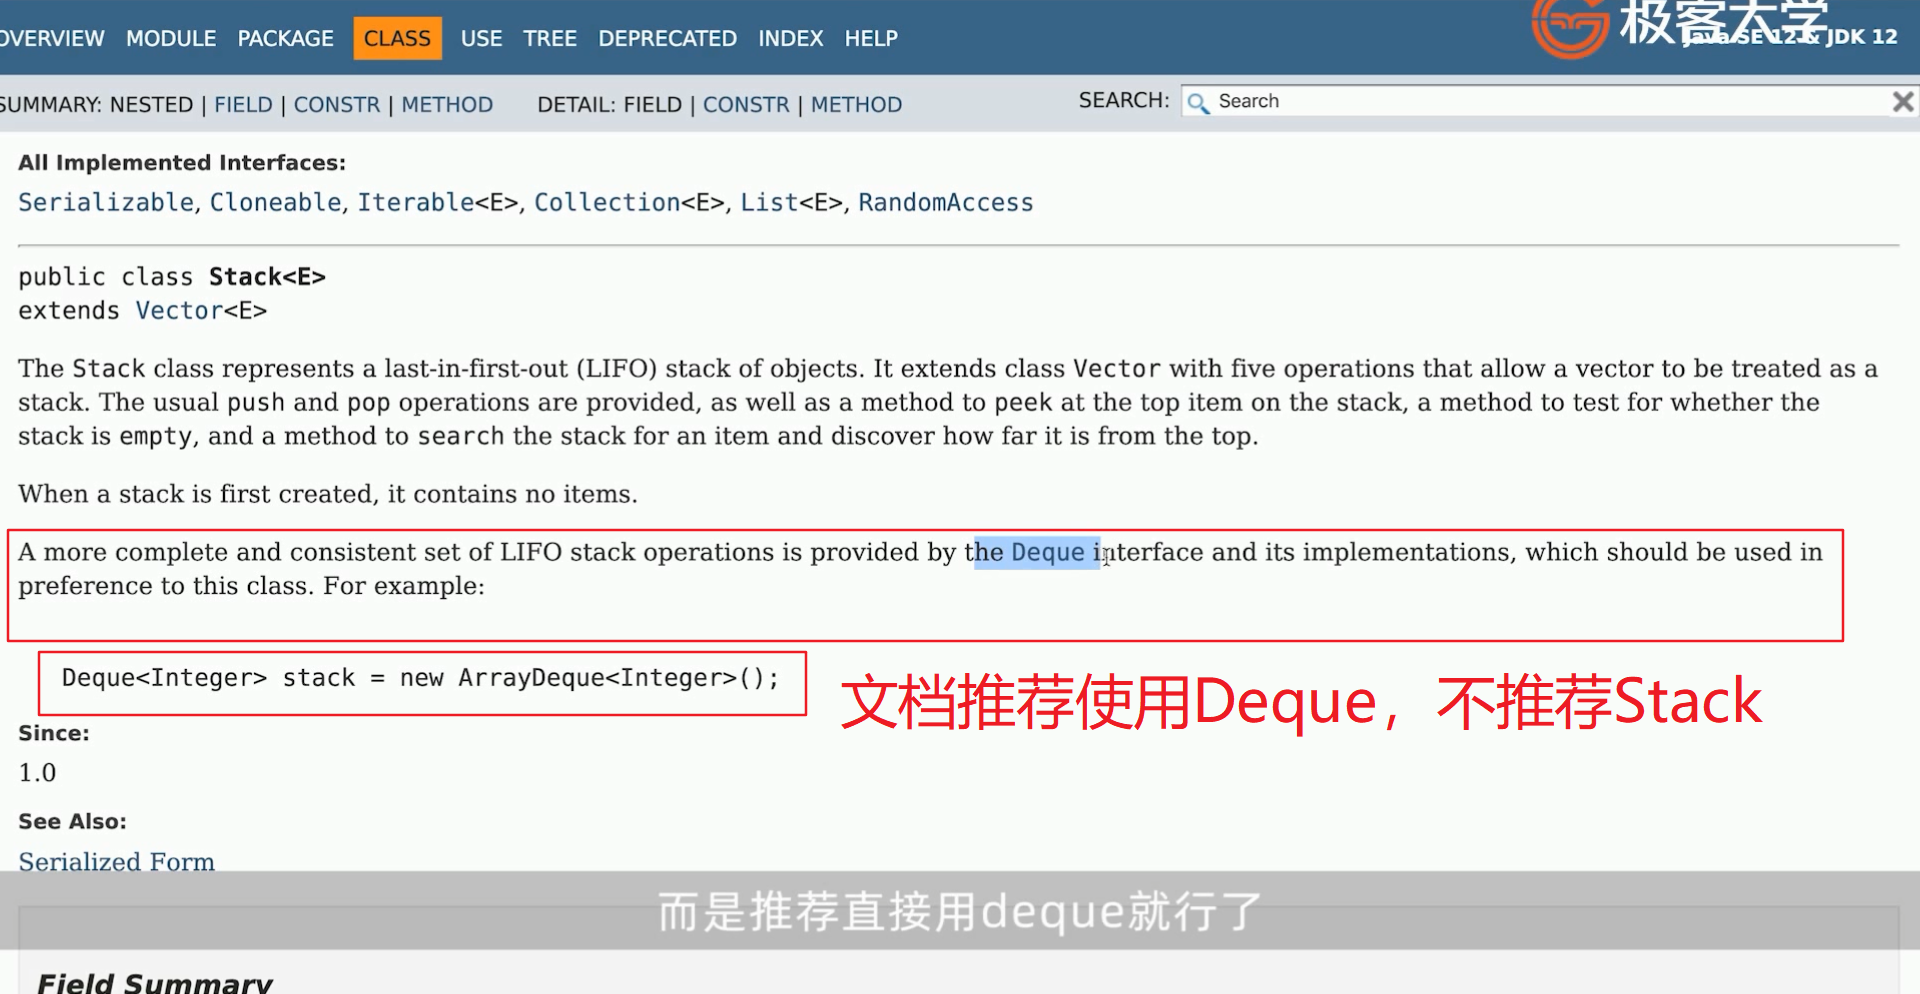 极客大学
OVERVIEW MODULE PACKAGE CLASS USE TREE DEPRECATED INDEX HELP
Java SE 12 & JDK 12
SUMMARY: NESTED | FIELD | CONSTR | METHOD DETAIL: FIELD | CONSTR | METHOD SEARCH: Search
All Implemented Interfaces:
Serializable, Cloneable, Iterable<E>, Collection<E>, List<E>, RandomAccess
public class Stack<E>
extends Vector<E>
The Stack class represents a last-in-first-out (LIFO) stack of objects. It extends class Vector with five operations that allow a vector to be treated as a
stack. The usual push and pop operations are provided, as well as a method to peek at the top item on the stack, a method to test for whether the
stack is empty, and a method to search the stack for an item and discover how far it is from the top.
When a stack is first created, it contains no items.
A more complete and consistent set of LIFO stack operations is provided by the Deque interface and its implementations, which should be used in
preference to this class. For example:
Deque<Integer> stack = new ArrayDeque<Integer>();
文档推荐使用Deque，不推荐Stack
Since:
1.0
See Also:
Serialized Form
而是推荐直接用deque就行了
Field Summary